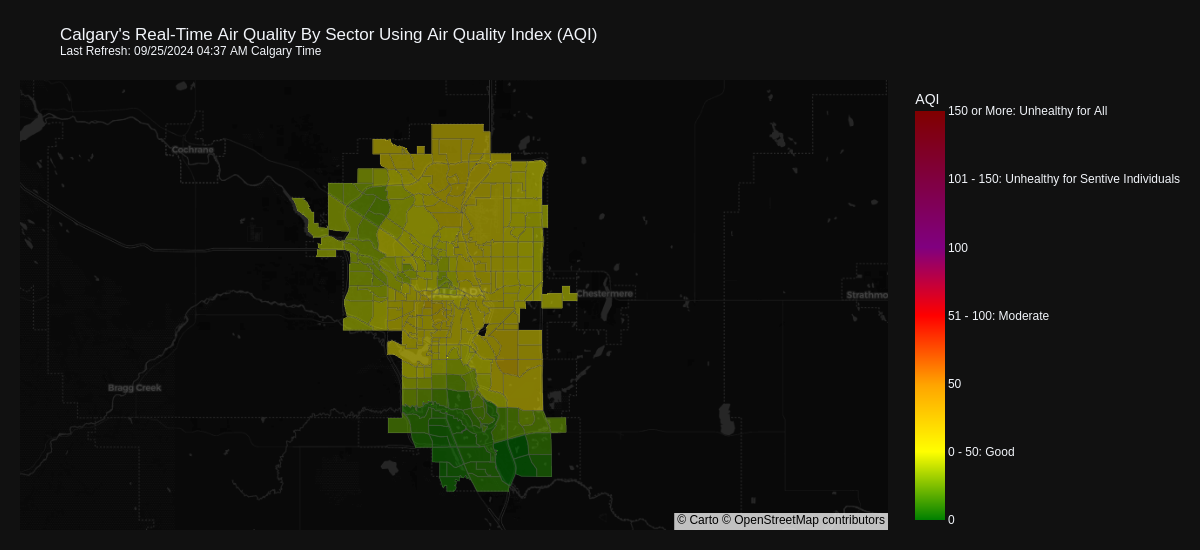 Calgary's Real-Time Air Quality By Sector Using Air Quality Index (AQI)
Last Refresh: 09/25/2024 04:37 AM Calgary Time
AQI
150 or More: Unhealthy for All
Cochrane
101 - 150: Unhealthy for Sentive Individuals
100
CALGARY
Chestermere
Strathmo
51 - 100: Moderate
Bragg Creek
50
0 - 50: Good
0
© Carto © OpenStreetMap contributors